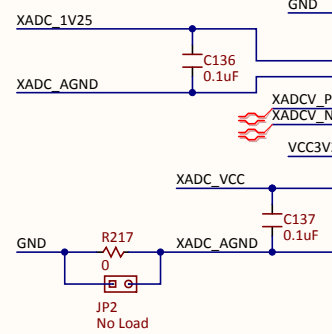 GND
XADC_1V25
C136
0.1uF
XADC_AGND
XADCV_P
XADCV_N
XADC_VCC
C137
0.1uF
GND
R217
0
XADC_AGND
JP2
No Load